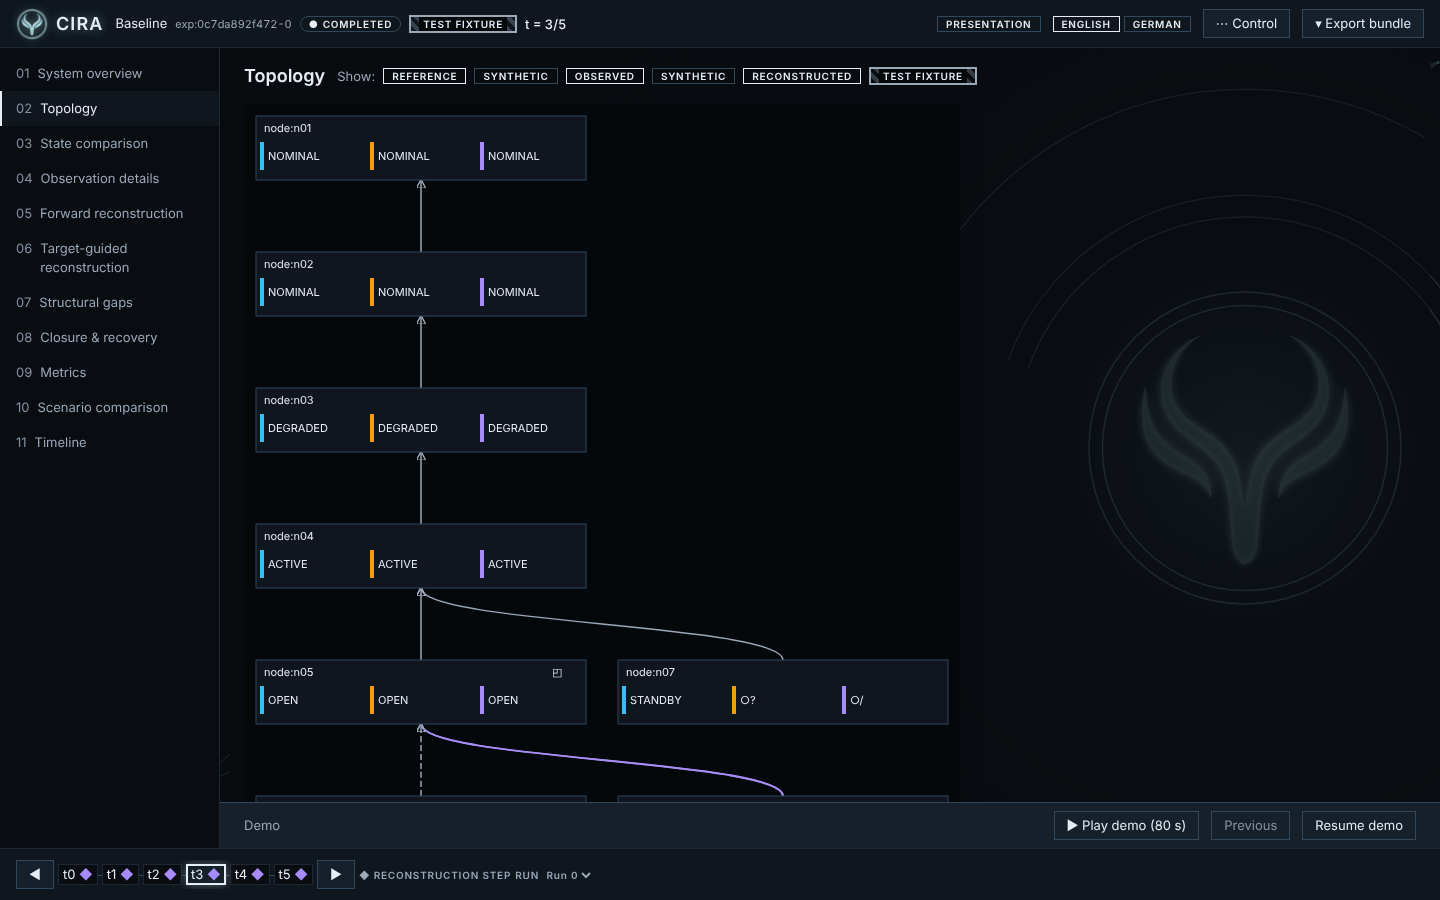 CIRA Baseline exp:0c7da892f472-0 ● COMPLETED TEST FIXTURE t = 3/5 PRESENTATION ENGLISH GERMAN ··· Control ▾ Export bundle
01 System overview
02 Topology
03 State comparison
04 Observation details
05 Forward reconstruction
06 Target-guided
reconstruction
07 Structural gaps
08 Closure & recovery
09 Metrics
10 Scenario comparison
11 Timeline
Topology Show: REFERENCE SYNTHETIC OBSERVED SYNTHETIC RECONSTRUCTED TEST FIXTURE
node:n01
NOMINAL NOMINAL NOMINAL
node:n02
NOMINAL NOMINAL NOMINAL
node:n03
DEGRADED DEGRADED DEGRADED
node:n04
ACTIVE ACTIVE ACTIVE
node:n05 ◰
OPEN OPEN OPEN
node:n07
STANDBY ○? ○/
Demo ▶ Play demo (80 s) Previous Resume demo
◀ t0 ◆ t1 ◆ t2 ◆ t3 ◆ t4 ◆ t5 ◆ ▶ ◆ RECONSTRUCTION STEP RUN Run 0